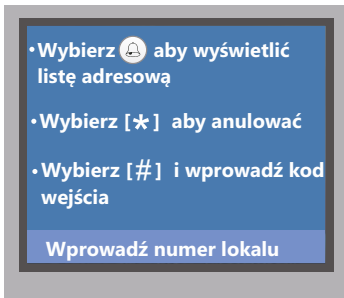 •Wybierz 🔔 aby wyświetlić
listę adresową
•Wybierz [*] aby anulować
•Wybierz [#] i wprowadź kod
wejścia
Wprowadź numer lokalu